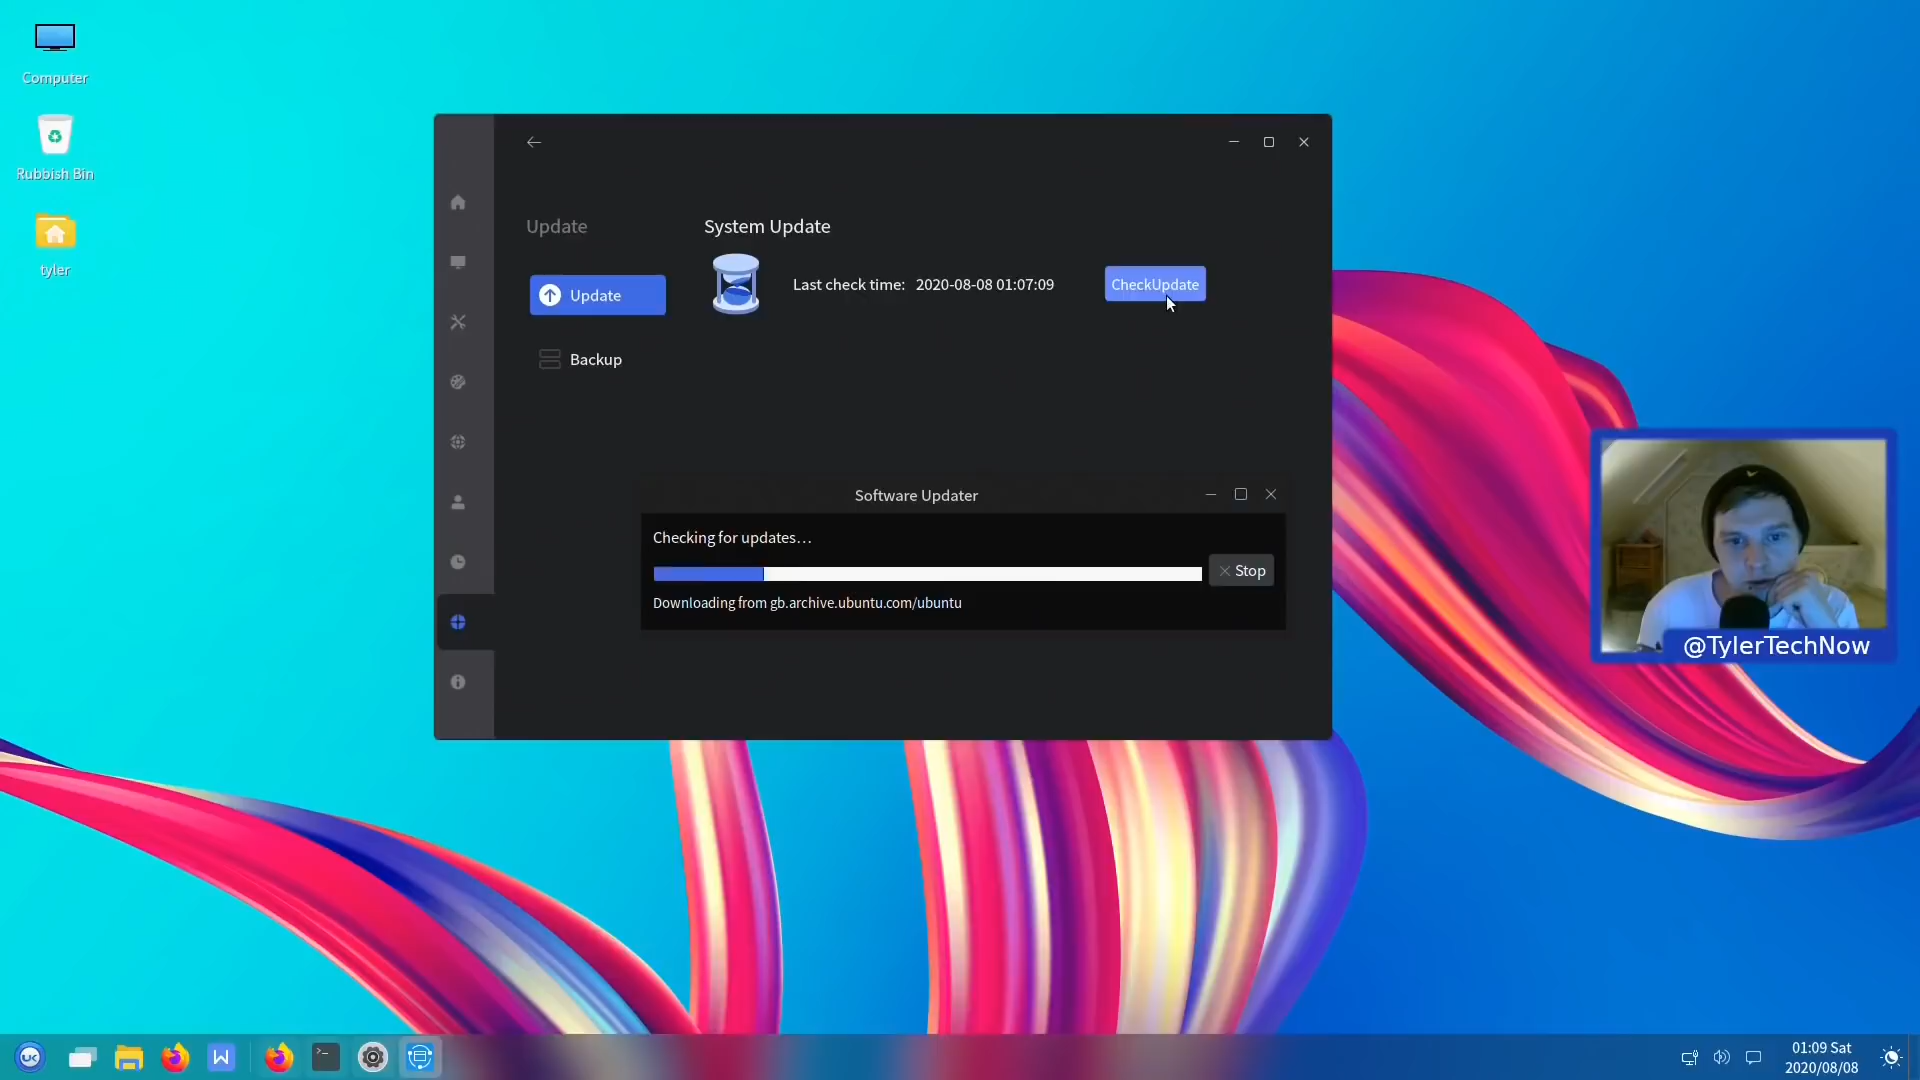 Computer
Rubbish Bin
tyler
Update
System Update
Update
Last check time: 2020-08-08 01:07:09
CheckUpdate
Backup
Software Updater
Checking for updates…
Stop
Downloading from gb.archive.ubuntu.com/ubuntu
@TylerTechNow
UK
W
01:09 Sat
2020/08/08